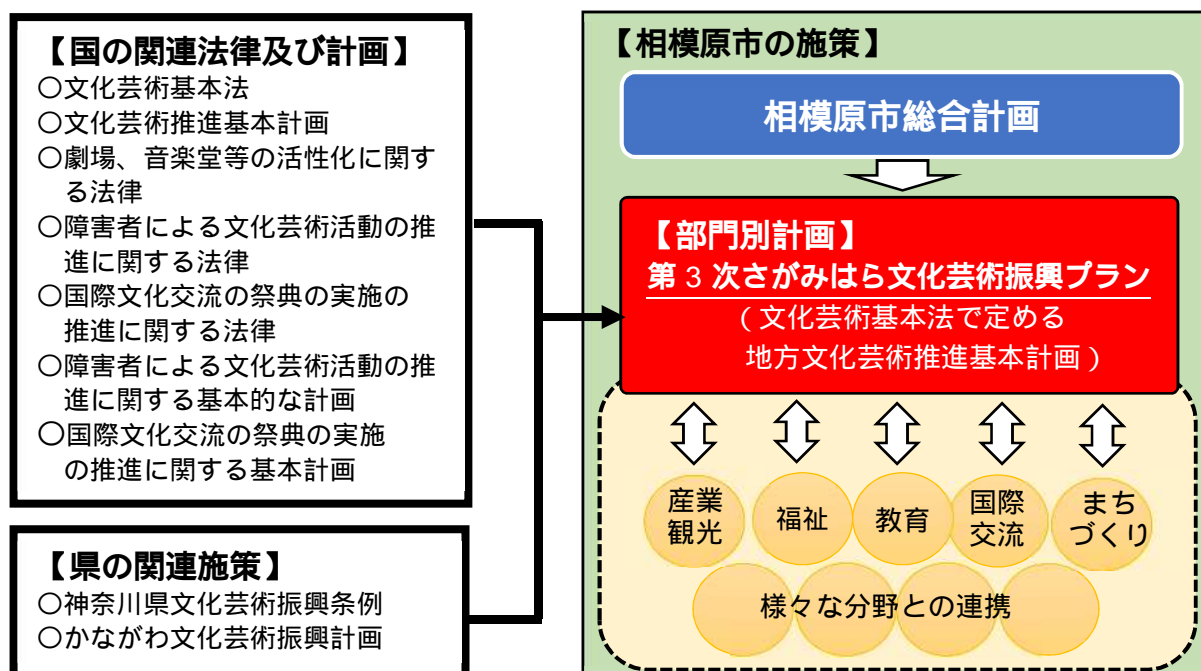 【国の関連法律及び計画】
○文化芸術基本法
○文化芸術推進基本計画
○劇場、音楽堂等の活性化に関す
る法律
○障害者による文化芸術活動の推
進に関する法律
○国際文化交流の祭典の実施の
推進に関する法律
○障害者による文化芸術活動の推
進に関する基本的な計画
○国際文化交流の祭典の実施
の推進に関する基本計画
【県の関連施策】
○神奈川県文化芸術振興条例
○かながわ文化芸術振興計画
【相模原市の施策】
相模原市総合計画
【部門別計画】
第3次さがみはら文化芸術振興プラン
(文化芸術基本法で定める
地方文化芸術推進基本計画)
産業
観光
福祉
教育
国際
交流
まち
づくり
様々な分野との連携